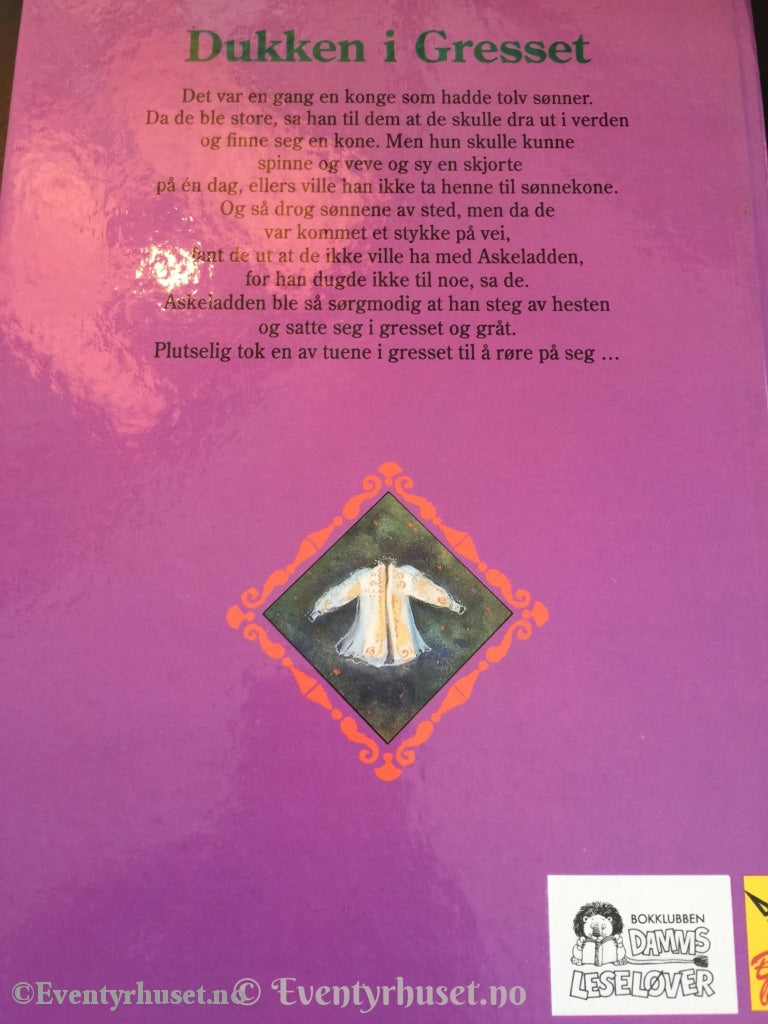 Dukken i Gresset
Det var en gang en konge som hadde tolv sønner.
Da de ble store, sa han til dem at de skulle dra ut i verden
og finne seg en kone. Men hun skulle kunne
spinne og veve og sy en skjorte
på én dag, ellers ville han ikke ta henne til sønnekone.
Og så drog sønnene av sted, men da de
var kommet et stykke på vei,
fant de ut at de ikke ville ha med Askeladden,
for han dugde ikke til noe, sa de.
Askeladden ble så sørgmodig at han steg av hesten
og satte seg i gresset og gråt.
Plutselig tok en av tuene i gresset til å røre på seg ...
BOKKLUBBEN
DAMMS
LESELØVER
©Eventyrhuset.no © Eventyrhuset.no